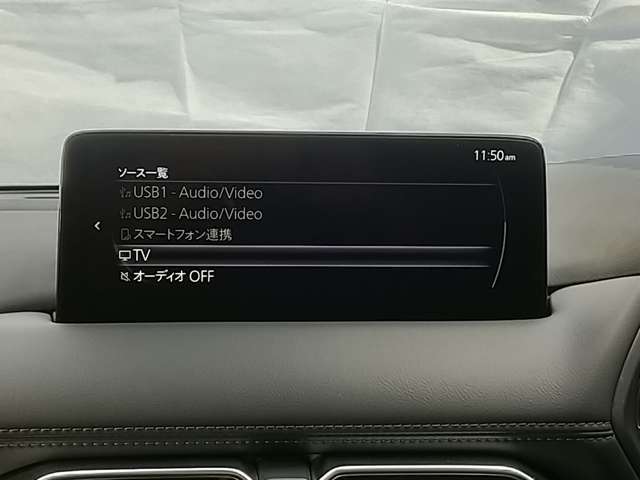 11:50am
ソース一覧
USB1 - Audio/Video
USB2 - Audio/Video
スマートフォン連携
TV
オーディオ OFF